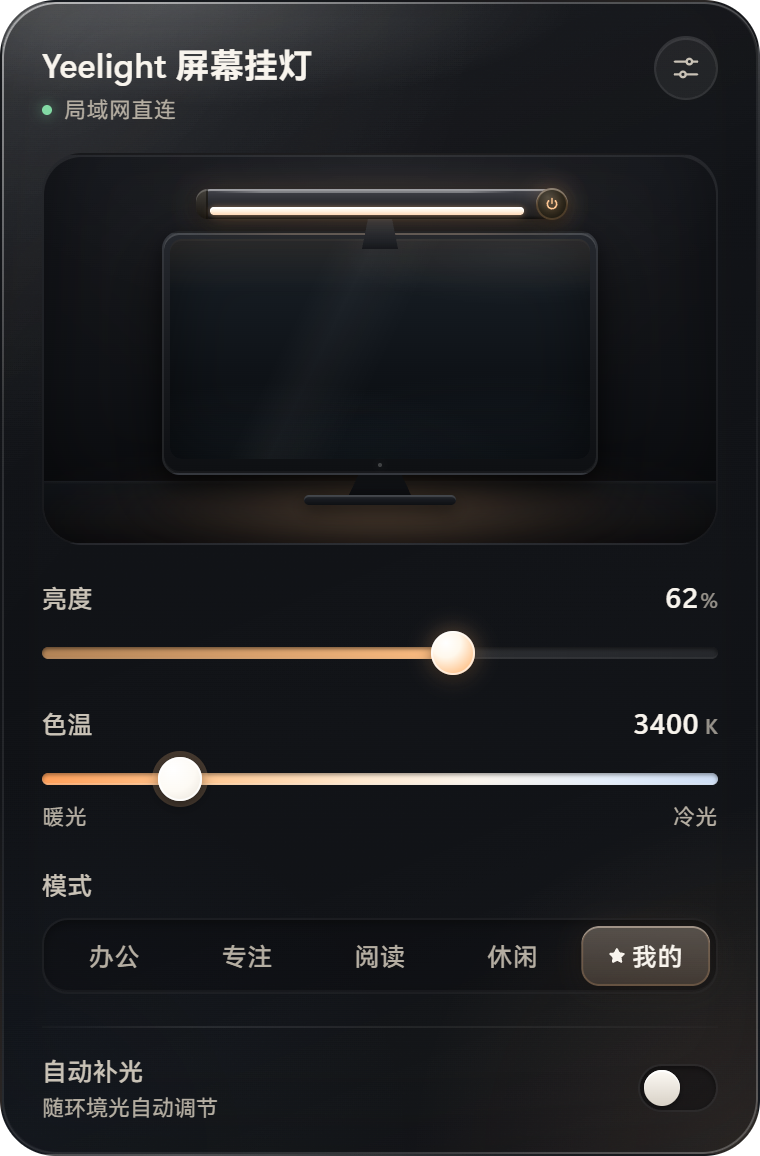 Yeelight 屏幕挂灯
局域网直连
亮度 62%
色温 3400 K
暖光 冷光
模式
办公 专注 阅读 休闲 我的
自动补光
随环境光自动调节